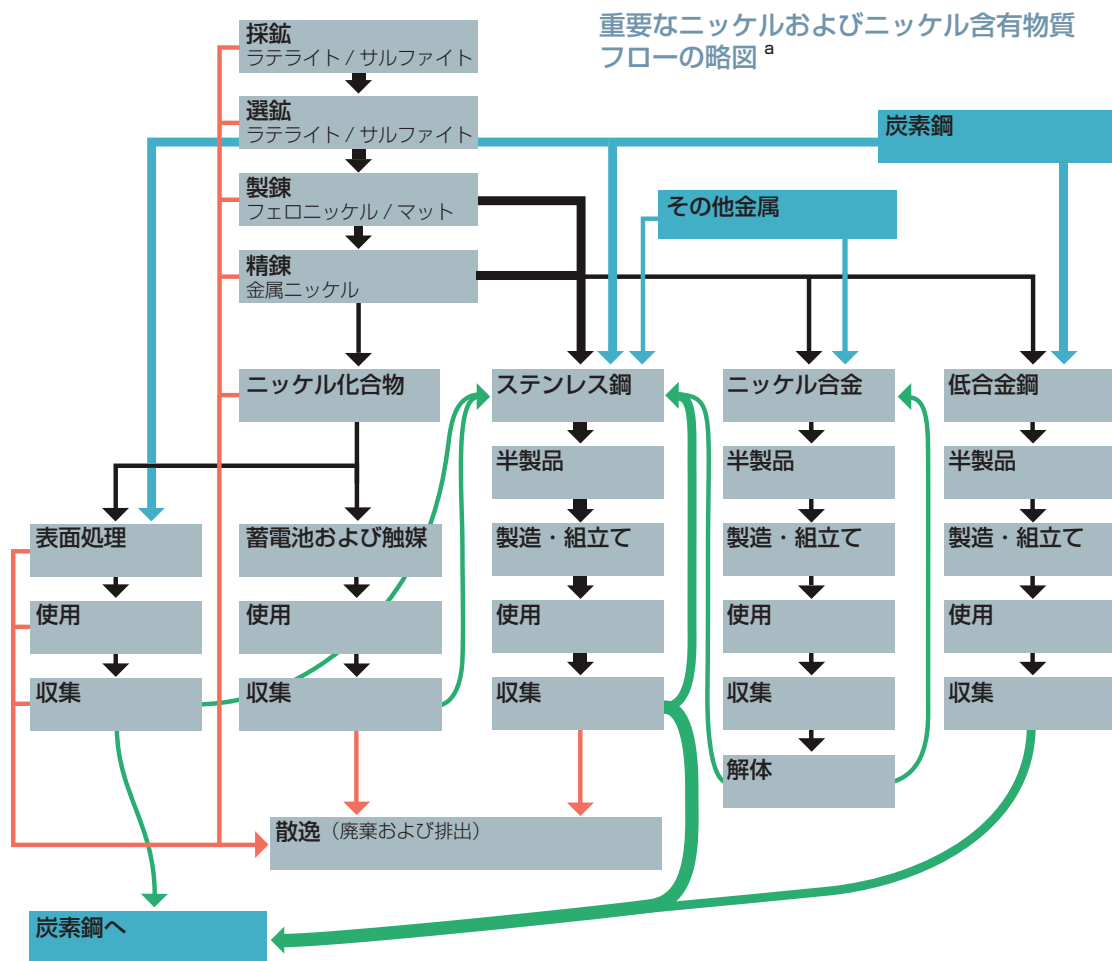 重要なニッケルおよびニッケル含有物質
フローの略図 a
採鉱
ラテライト / サルファイト
選鉱
ラテライト / サルファイト
炭素鋼
製錬
フェロニッケル / マット
その他金属
精錬
金属ニッケル
ニッケル化合物
ステンレス鋼
ニッケル合金
低合金鋼
半製品
半製品
半製品
表面処理
蓄電池および触媒
製造・組立て
製造・組立て
製造・組立て
使用
使用
使用
使用
使用
収集
収集
収集
収集
収集
解体
散逸（廃棄および排出）
炭素鋼へ